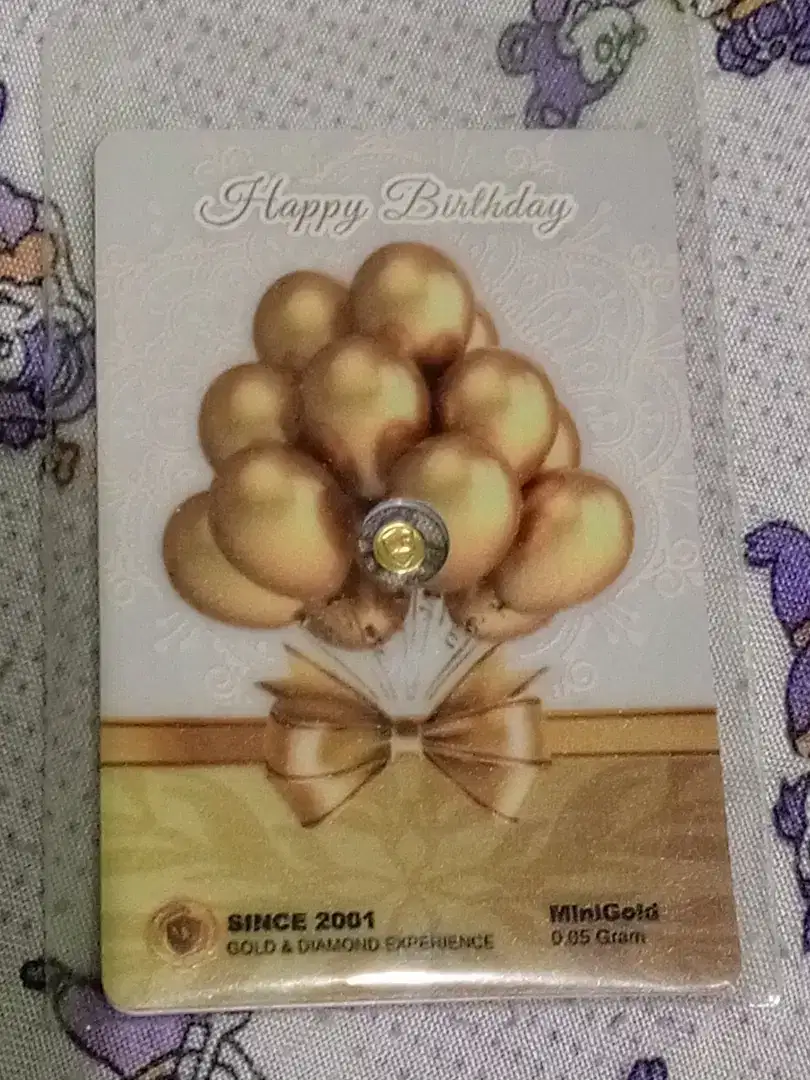 Happy Birthday
SINCE 2001
GOLD & DIAMOND EXPERIENCE
MiniGold
0.05 Gram